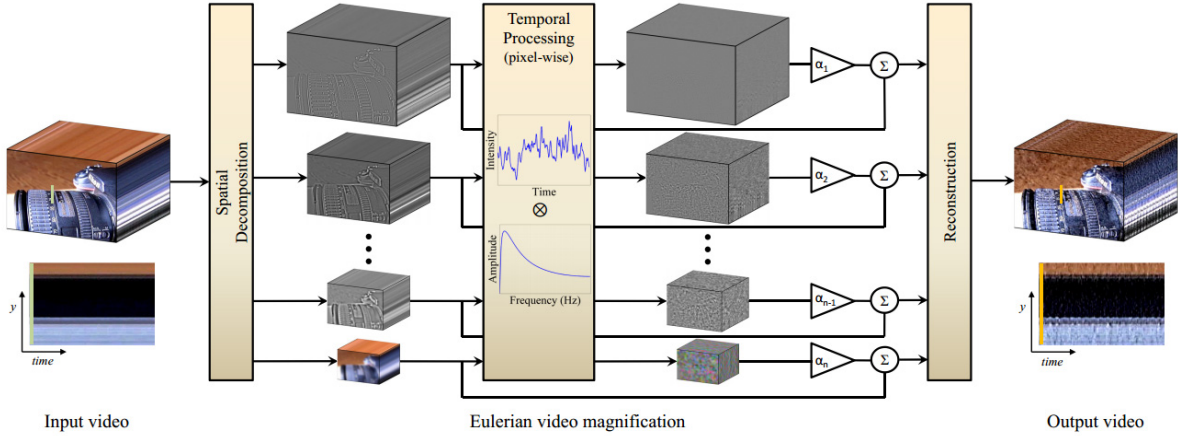 Temporal
Processing
(pixel-wise)
Spatial
Decomposition
Reconstruction
Intensity
Time
⊗
Amplitude
Frequency (Hz)
α1
Σ
α2
Σ
αn-1
Σ
αn
Σ
y
time
y
time
Input video
Eulerian video magnification
Output video